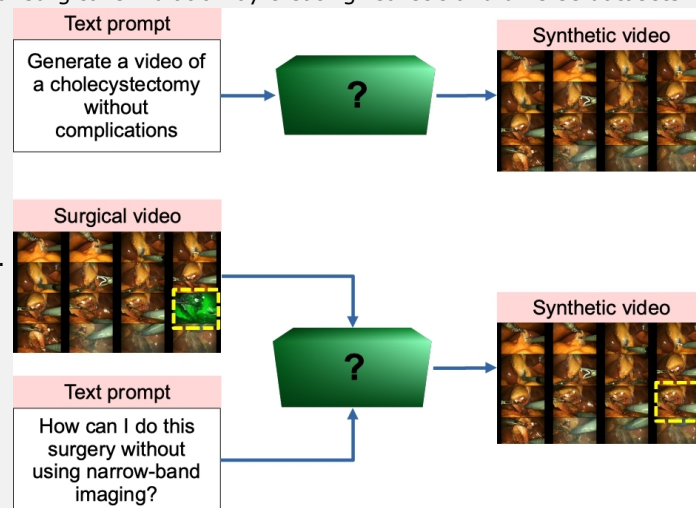 Text prompt
Generate a video of
a cholecystectomy
without
complications
?
Synthetic video
Surgical video
?
Synthetic video
Text prompt
How can I do this
surgery without
using narrow-band
imaging?